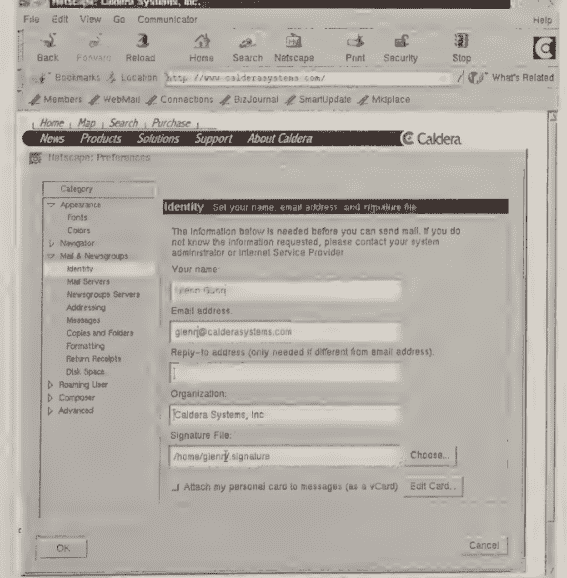 Netscape: Caldera Systems, Inc.
File Edit View Go Communicator Help
Back Forward Reload Home Search Netscape Print Security Stop
Bookmarks Location http://www.calderasystems.com/ What's Related
Members WebMail Connections BizJournal SmartUpdate Mktplace
Home Map Search Purchase
News Products Solutions Support About Caldera Caldera
Netscape: Preferences
Category
Appearance
Fonts
Colors
Navigator
Mail & Newsgroups
Identity
Mail Servers
Newsgroups Servers
Addressing
Messages
Copies and Folders
Formatting
Return Receipts
Disk Space
Roaming User
Composer
Advanced
Identity Set your name, email address, and signature file
The information below is needed before you can send mail. If you do
not know the information requested, please contact your system
administrator or Internet Service Provider
Your name:
Email address:
glenn@calderasystems.com
Reply-to address (only needed if different from email address):
Organization:
Caldera Systems, Inc
Signature File:
/home/glenn/.signature
Choose...
Attach my personal card to messages (as a vCard) Edit Card...
OK Cancel